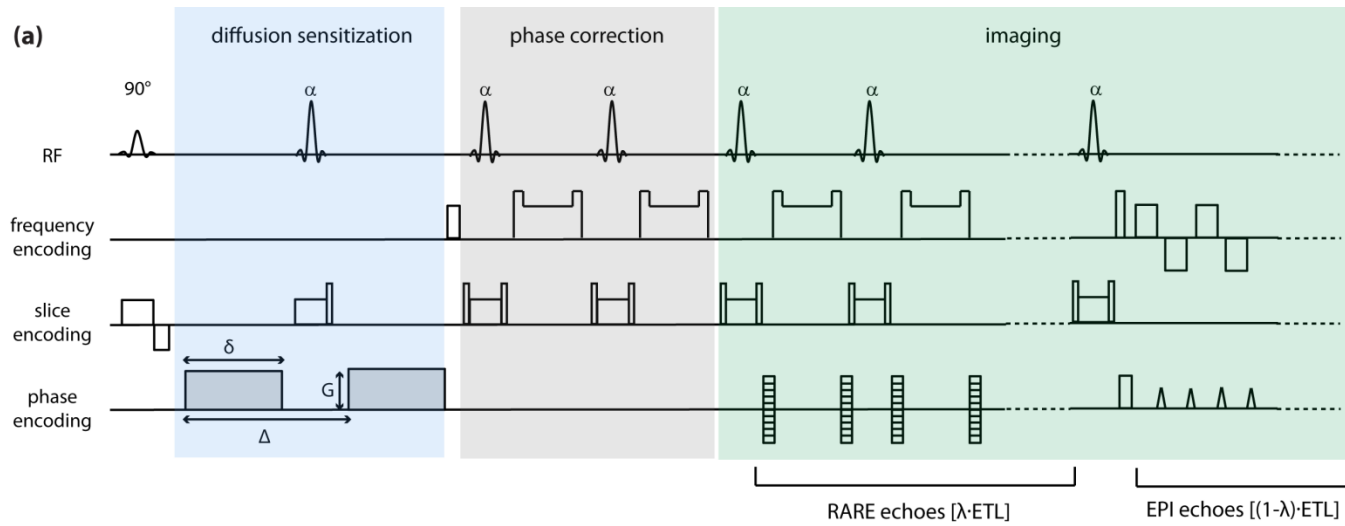 (a)
diffusion sensitization
phase correction
imaging
90°
α
α
α
α
α
α
RF
frequency
encoding
slice
encoding
δ
G
phase
encoding
Δ
RARE echoes [λ·ETL]
EPI echoes [(1-λ)·ETL]